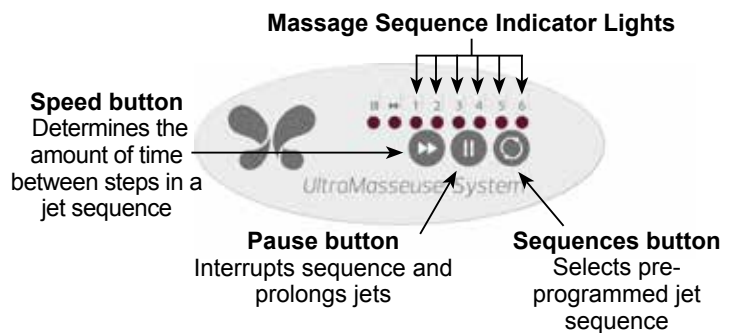 Massage Sequence Indicator Lights
Speed button
Determines the
amount of time
between steps in a
jet sequence
1 2 3 4 5 6
UltraMasseuse System
Pause button
Interrupts sequence and
prolongs jets
Sequences button
Selects pre-
programmed jet
sequence